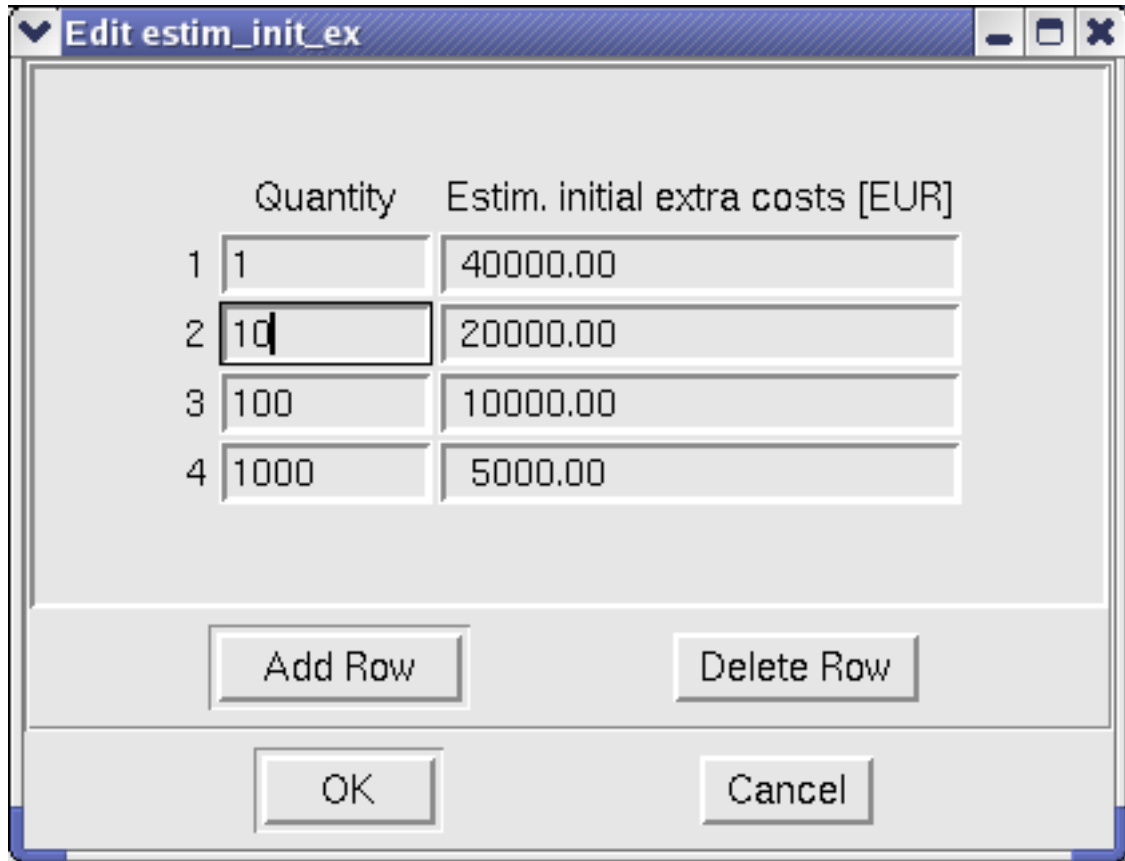 Edit estim_init_ex
Quantity Estim. initial extra costs [EUR]
1 1 40000.00
2 10 20000.00
3 100 10000.00
4 1000 5000.00
Add Row Delete Row
OK Cancel